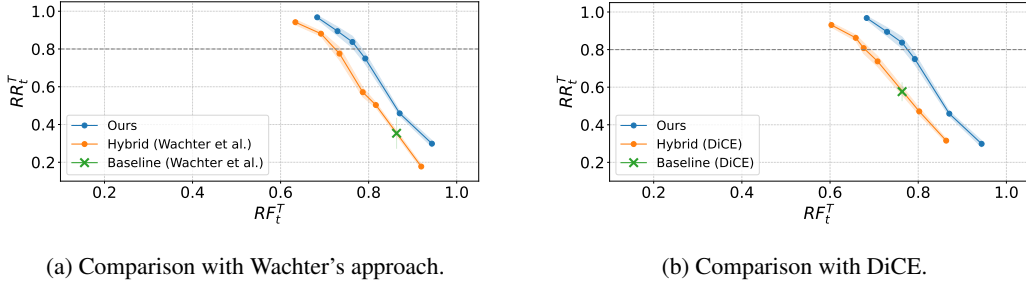 1.0
0.8
0.6
0.4
0.2
RR_t^T
Ours
Hybrid (Wachter et al.)
Baseline (Wachter et al.)
0.2 0.4 0.6 0.8 1.0
RF_t^T
(a) Comparison with Wachter's approach.
1.0
0.8
0.6
0.4
0.2
RR_t^T
Ours
Hybrid (DiCE)
Baseline (DiCE)
0.2 0.4 0.6 0.8 1.0
RF_t^T
(b) Comparison with DiCE.